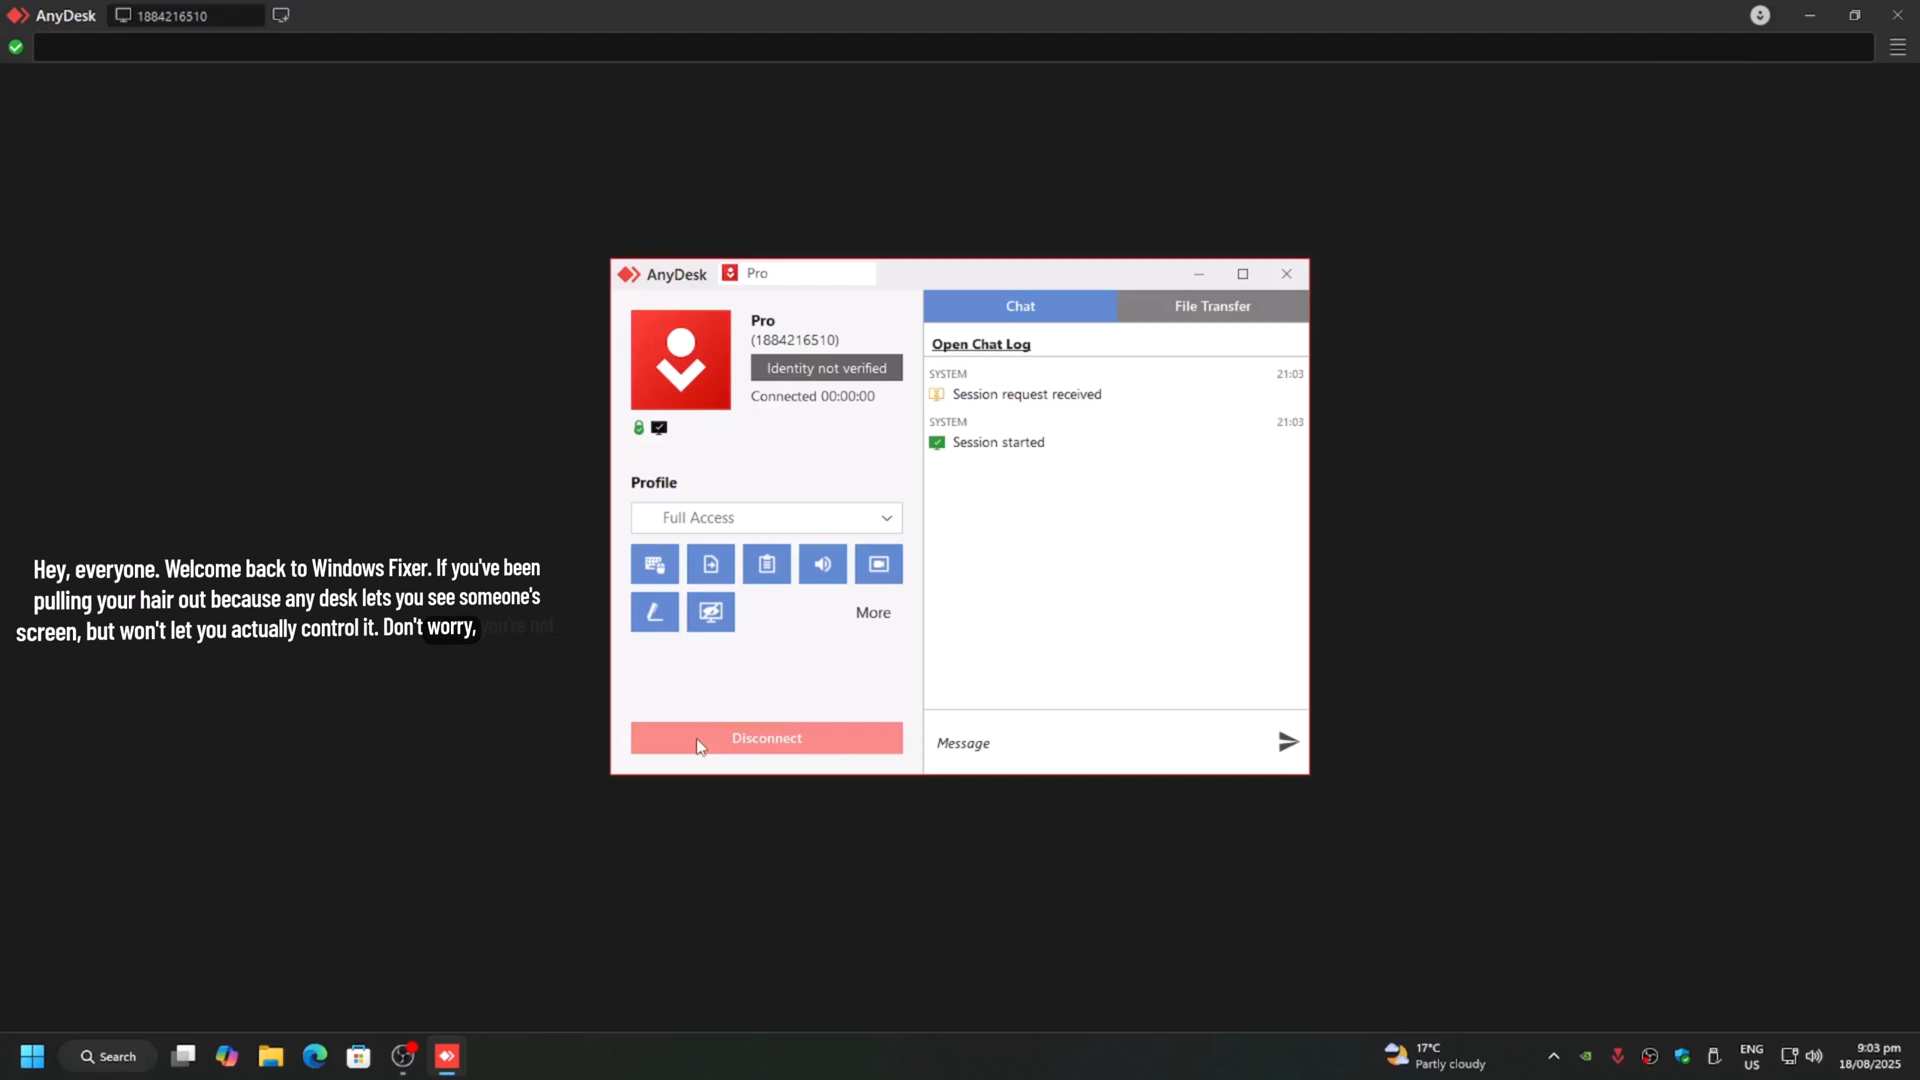 AnyDesk
1884216510
AnyDesk
Pro
Pro
(1884216510)
Identity not verified
Connected 00:00:00
Profile
Full Access
More
Disconnect
Chat
File Transfer
Open Chat Log
SYSTEM
21:03
Session request received
SYSTEM
21:03
Session started
Message
Hey, everyone. Welcome back to Windows Fixer. If you've been
pulling your hair out because any desk lets you see someone's
screen, but won't let you actually control it. Don't worry, you're not
Search
17°C
Partly cloudy
ENG
US
9:03 pm
18/08/2025